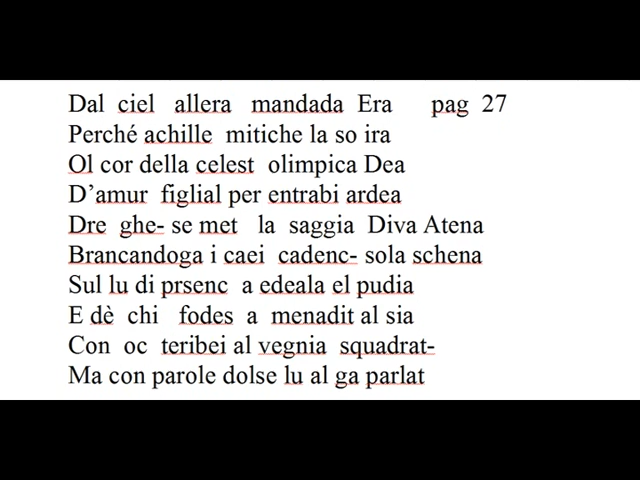 Dal ciel allera mandada Era pag 27
Perché achille mitiche la so ira
Ol cor della celest olimpica Dea
D’amur figlial per entrabi ardea
Dre ghe- se met la saggia Diva Atena
Brancandoga i caei cadenc- sola schena
Sul lu di prsenc a edeala el pudia
E dè chi fodes a menadit al sia
Con oc teribei al vegnia squadrat-
Ma con parole dolse lu al ga parlat